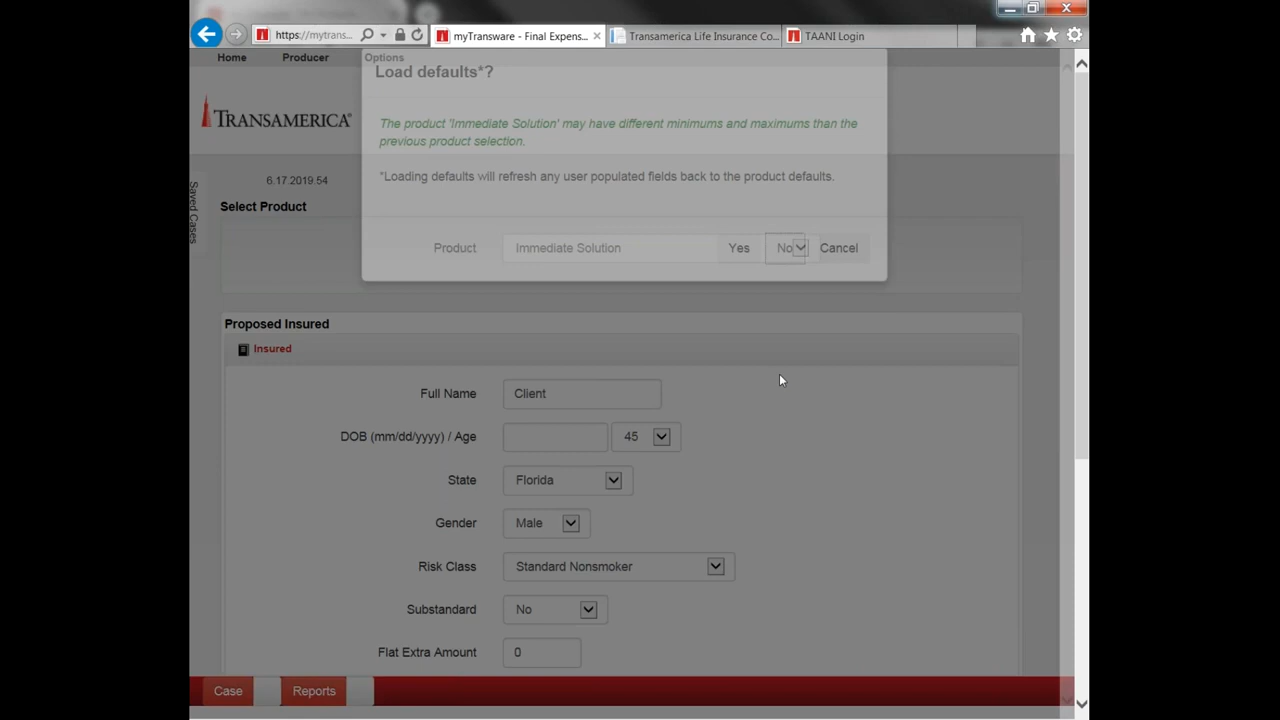 https://mytrans...
myTransware - Final Expens...
Transamerica Life Insurance Co...
TAANI Login
Home
Producer
Options
Load defaults*?
TRANSAMERICA®
The product 'Immediate Solution' may have different minimums and maximums than the
previous product selection.
*Loading defaults will refresh any user populated fields back to the product defaults.
Saved Cases
6.17.2019.54
Select Product
Product Immediate Solution Yes No Cancel
Proposed Insured
Insured
Full Name Client
DOB (mm/dd/yyyy) / Age 45
State Florida
Gender Male
Risk Class Standard Nonsmoker
Substandard No
Flat Extra Amount 0
Case Reports